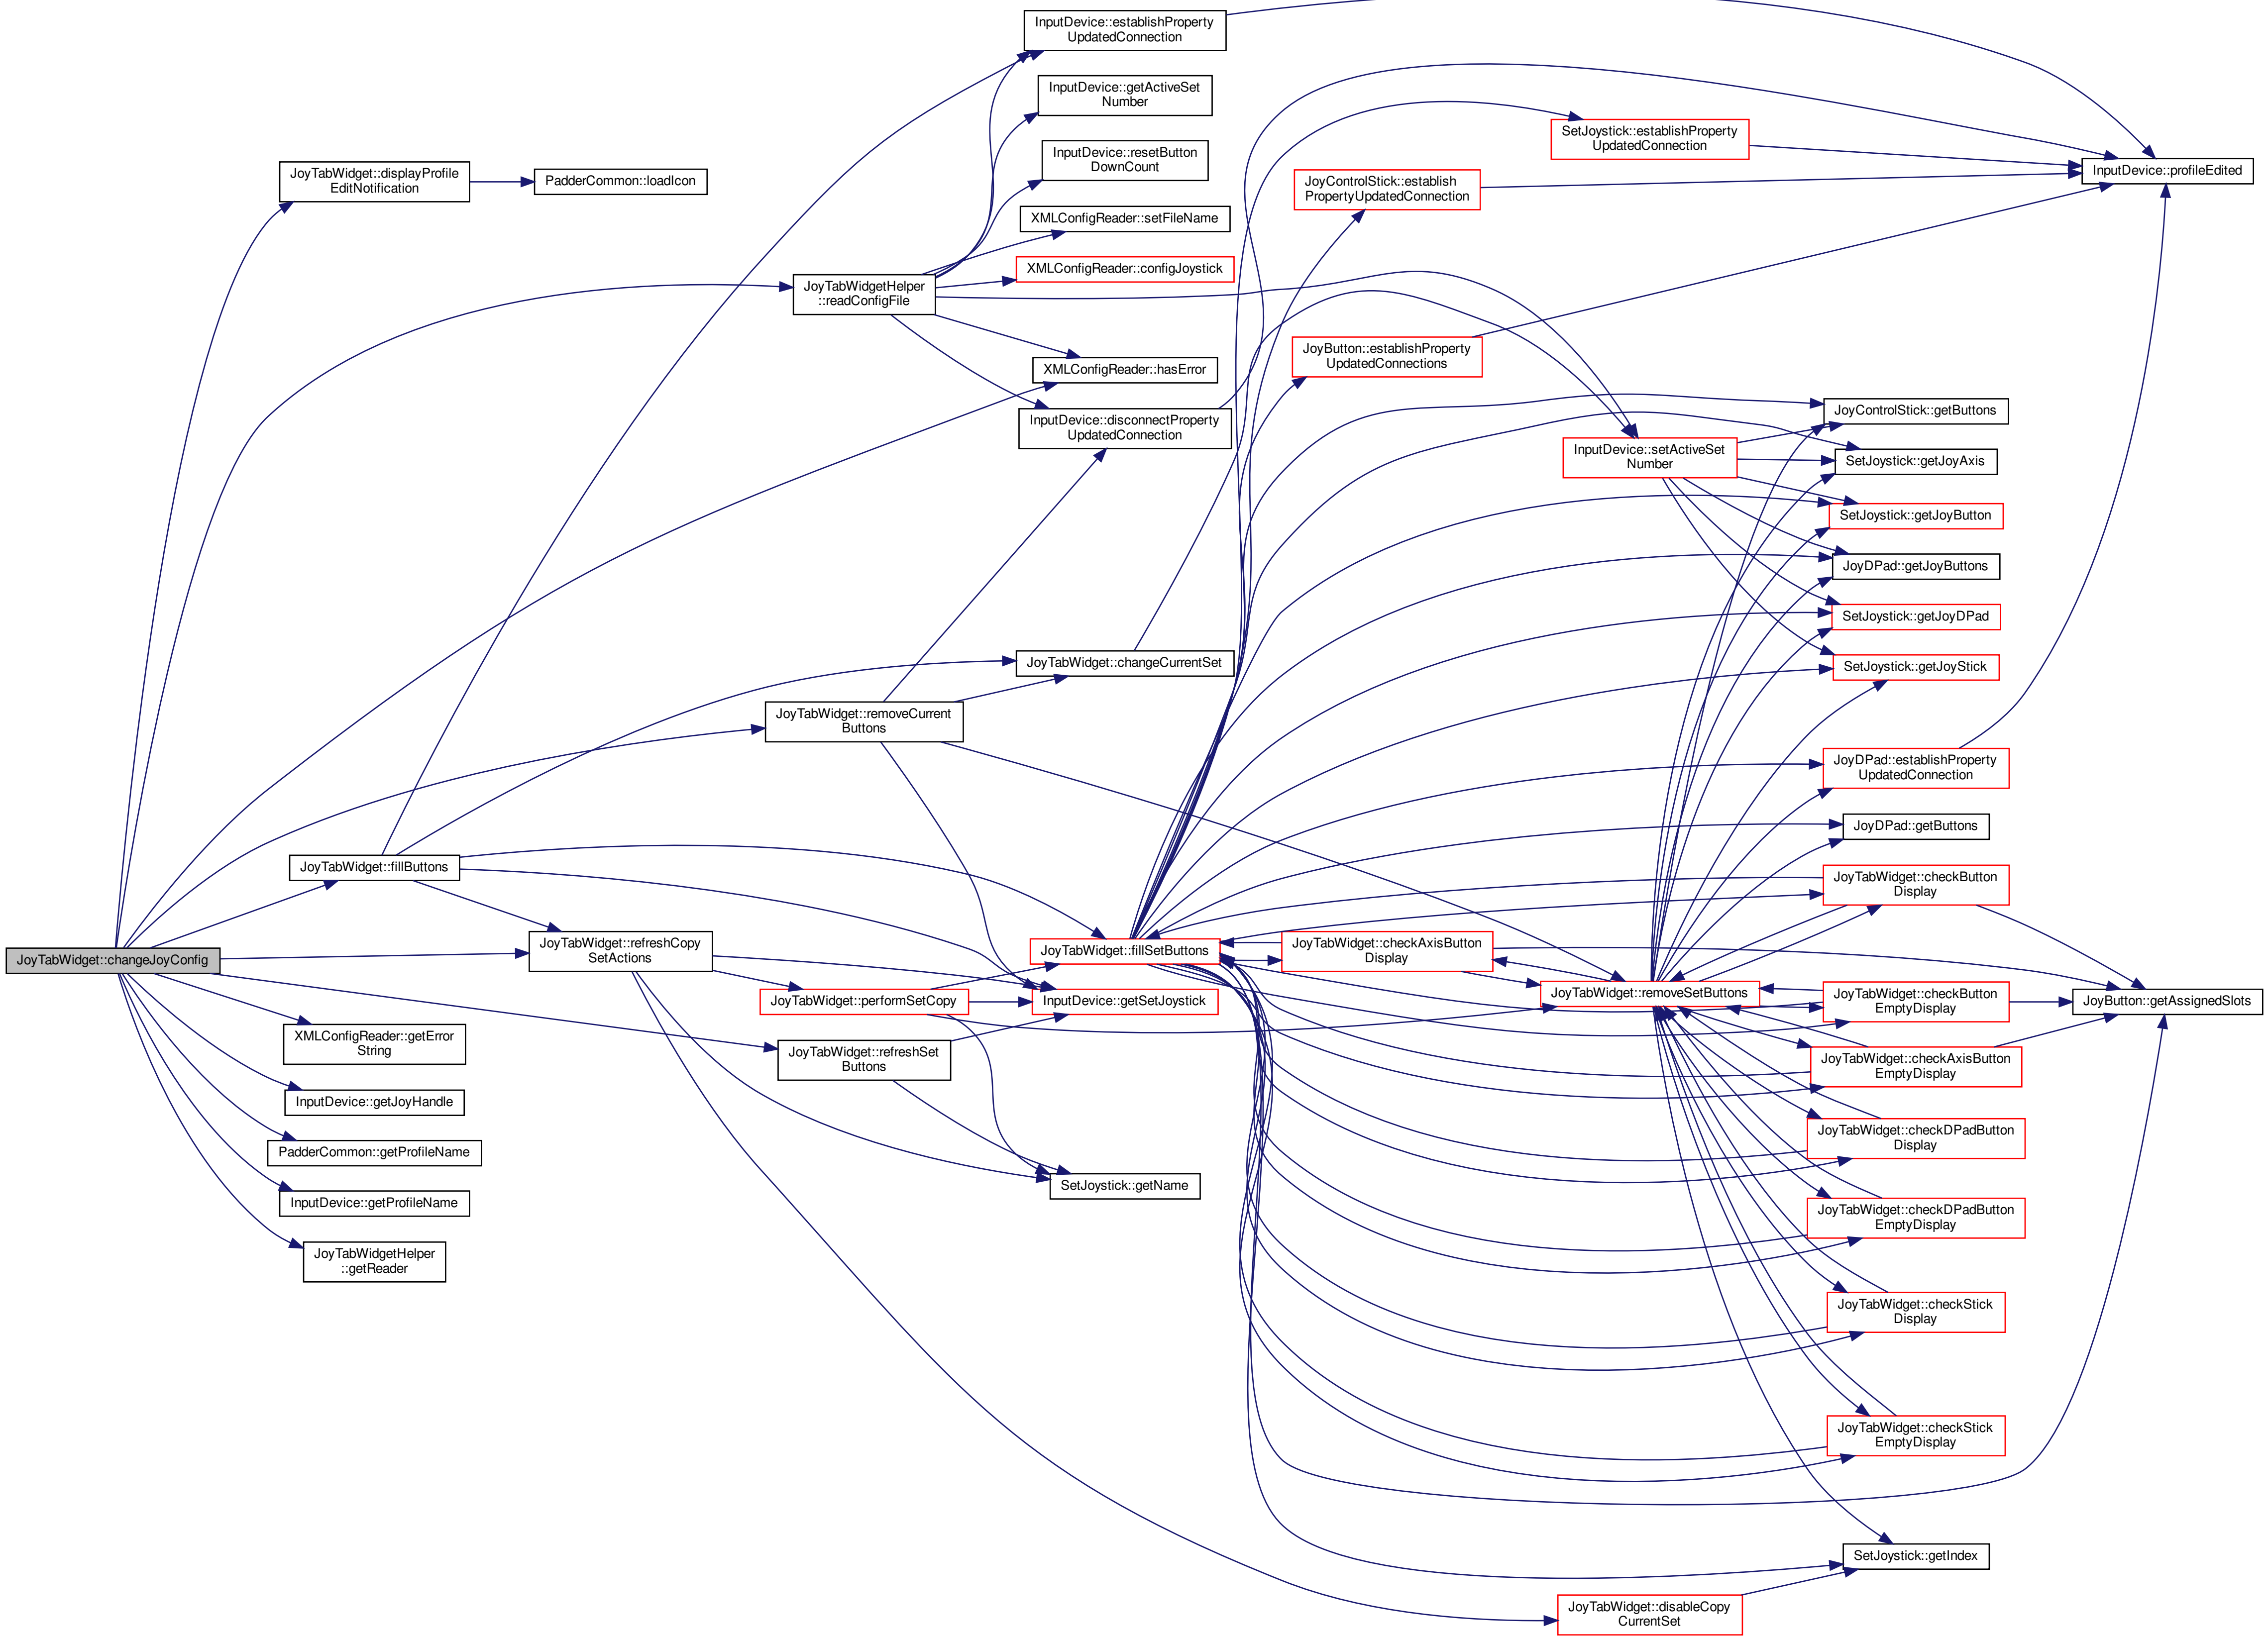 JoyTabWidget::changeJoyConfig
JoyTabWidget::displayProfile
EditNotification
JoyTabWidget::fillButtons
XMLConfigReader::getError
String
InputDevice::getJoyHandle
PadderCommon::getProfileName
InputDevice::getProfileName
JoyTabWidgetHelper
::getReader
PadderCommon::loadIcon
JoyTabWidget::refreshCopy
SetActions
JoyTabWidgetHelper
::readConfigFile
JoyTabWidget::removeCurrent
Buttons
JoyTabWidget::performSetCopy
JoyTabWidget::refreshSet
Buttons
InputDevice::establishProperty
UpdatedConnection
InputDevice::getActiveSet
Number
InputDevice::resetButton
DownCount
XMLConfigReader::setFileName
XMLConfigReader::configJoystick
XMLConfigReader::hasError
InputDevice::disconnectProperty
UpdatedConnection
JoyTabWidget::changeCurrentSet
JoyTabWidget::fillSetButtons
InputDevice::getSetJoystick
SetJoystick::getName
JoyControlStick::establish
PropertyUpdatedConnection
JoyButton::establishProperty
UpdatedConnections
JoyTabWidget::checkAxisButton
Display
SetJoystick::establishProperty
UpdatedConnection
InputDevice::setActiveSet
Number
JoyTabWidget::removeSetButtons
JoyTabWidget::disableCopy
CurrentSet
JoyControlStick::getButtons
SetJoystick::getJoyAxis
SetJoystick::getJoyButton
JoyDPad::getJoyButtons
SetJoystick::getJoyDPad
SetJoystick::getJoyStick
JoyDPad::establishProperty
UpdatedConnection
JoyDPad::getButtons
JoyTabWidget::checkButton
Display
JoyTabWidget::checkButton
EmptyDisplay
JoyTabWidget::checkAxisButton
EmptyDisplay
JoyTabWidget::checkDPadButton
Display
JoyTabWidget::checkDPadButton
EmptyDisplay
JoyTabWidget::checkStick
Display
JoyTabWidget::checkStick
EmptyDisplay
SetJoystick::getIndex
InputDevice::profileEdited
JoyButton::getAssignedSlots